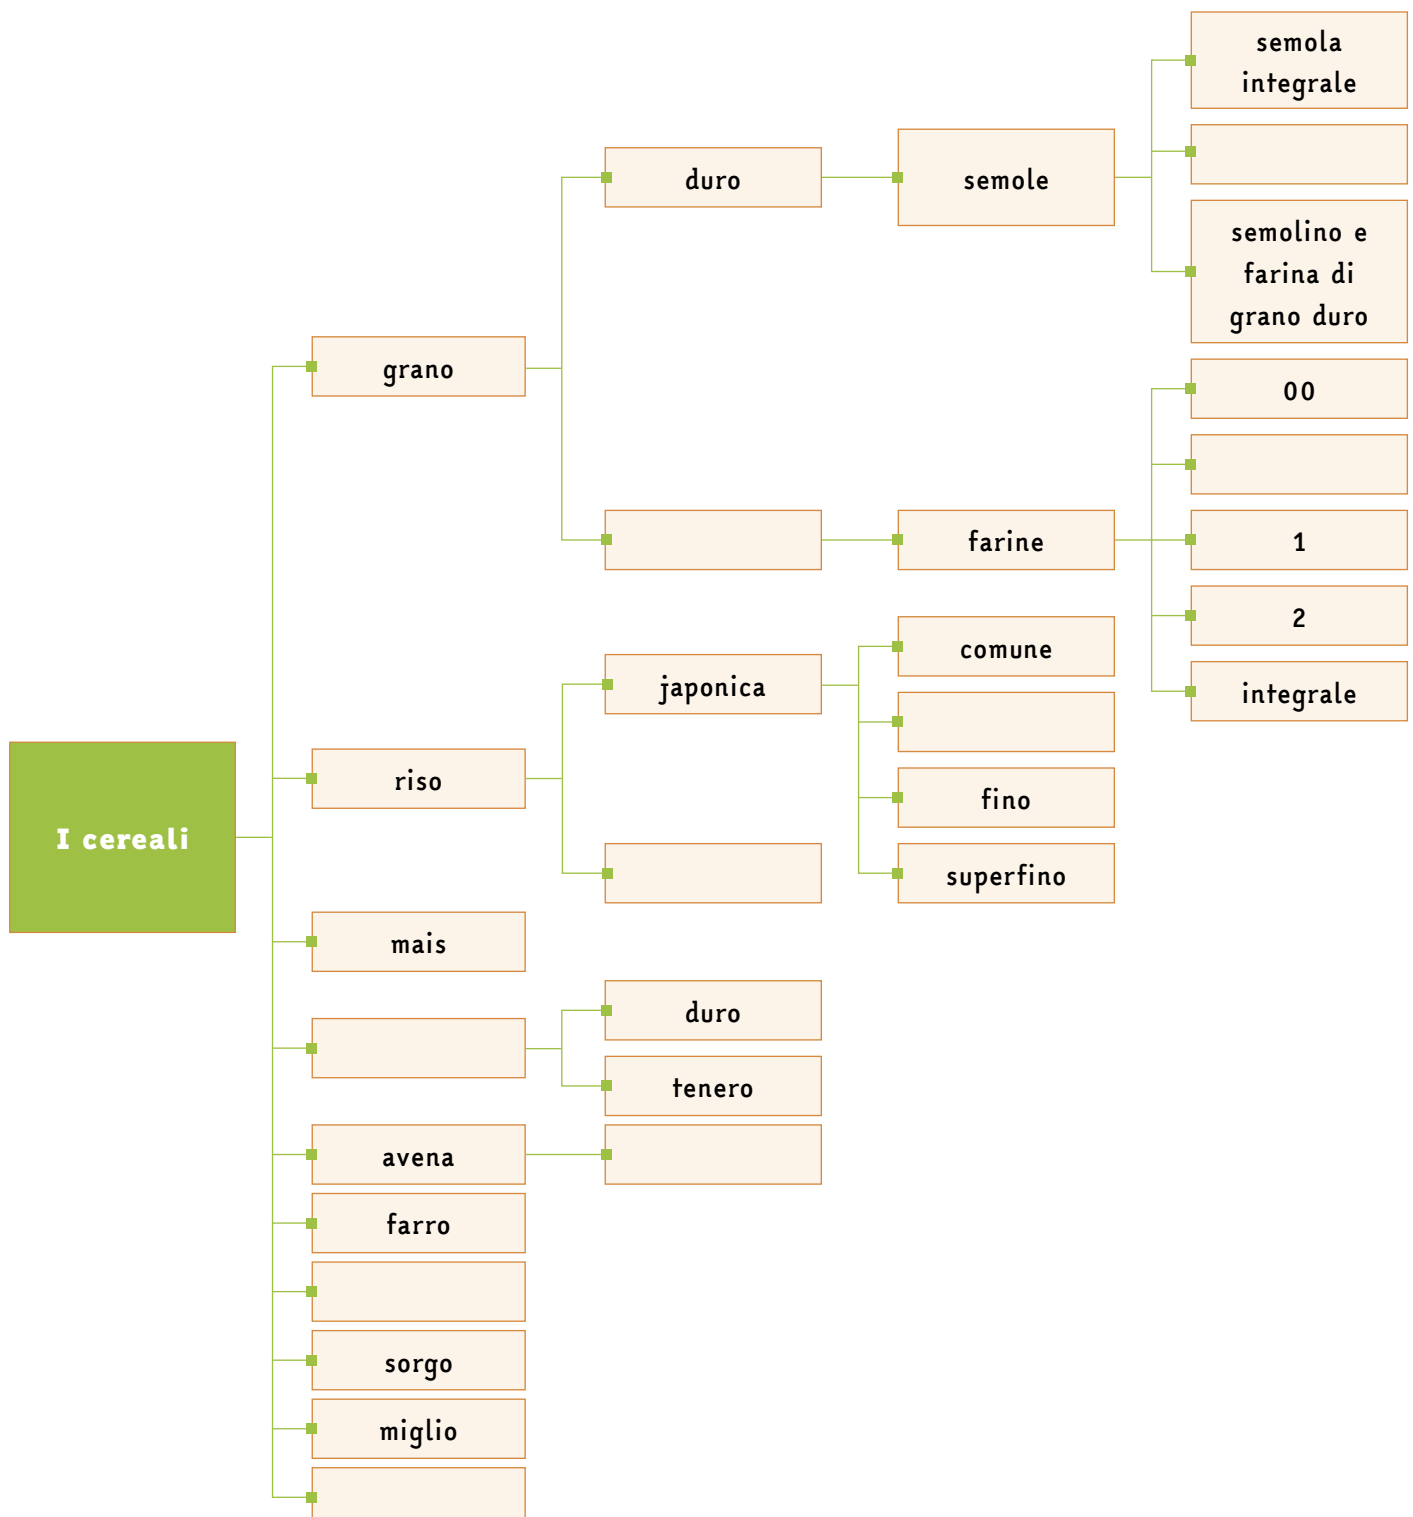 semola
integrale
duro
semole
semolino e
farina di
grano duro
grano
00
farine
1
2
integrale
japonica
comune
fino
superfino
riso
I cereali
mais
duro
tenero
avena
farro
sorgo
miglio